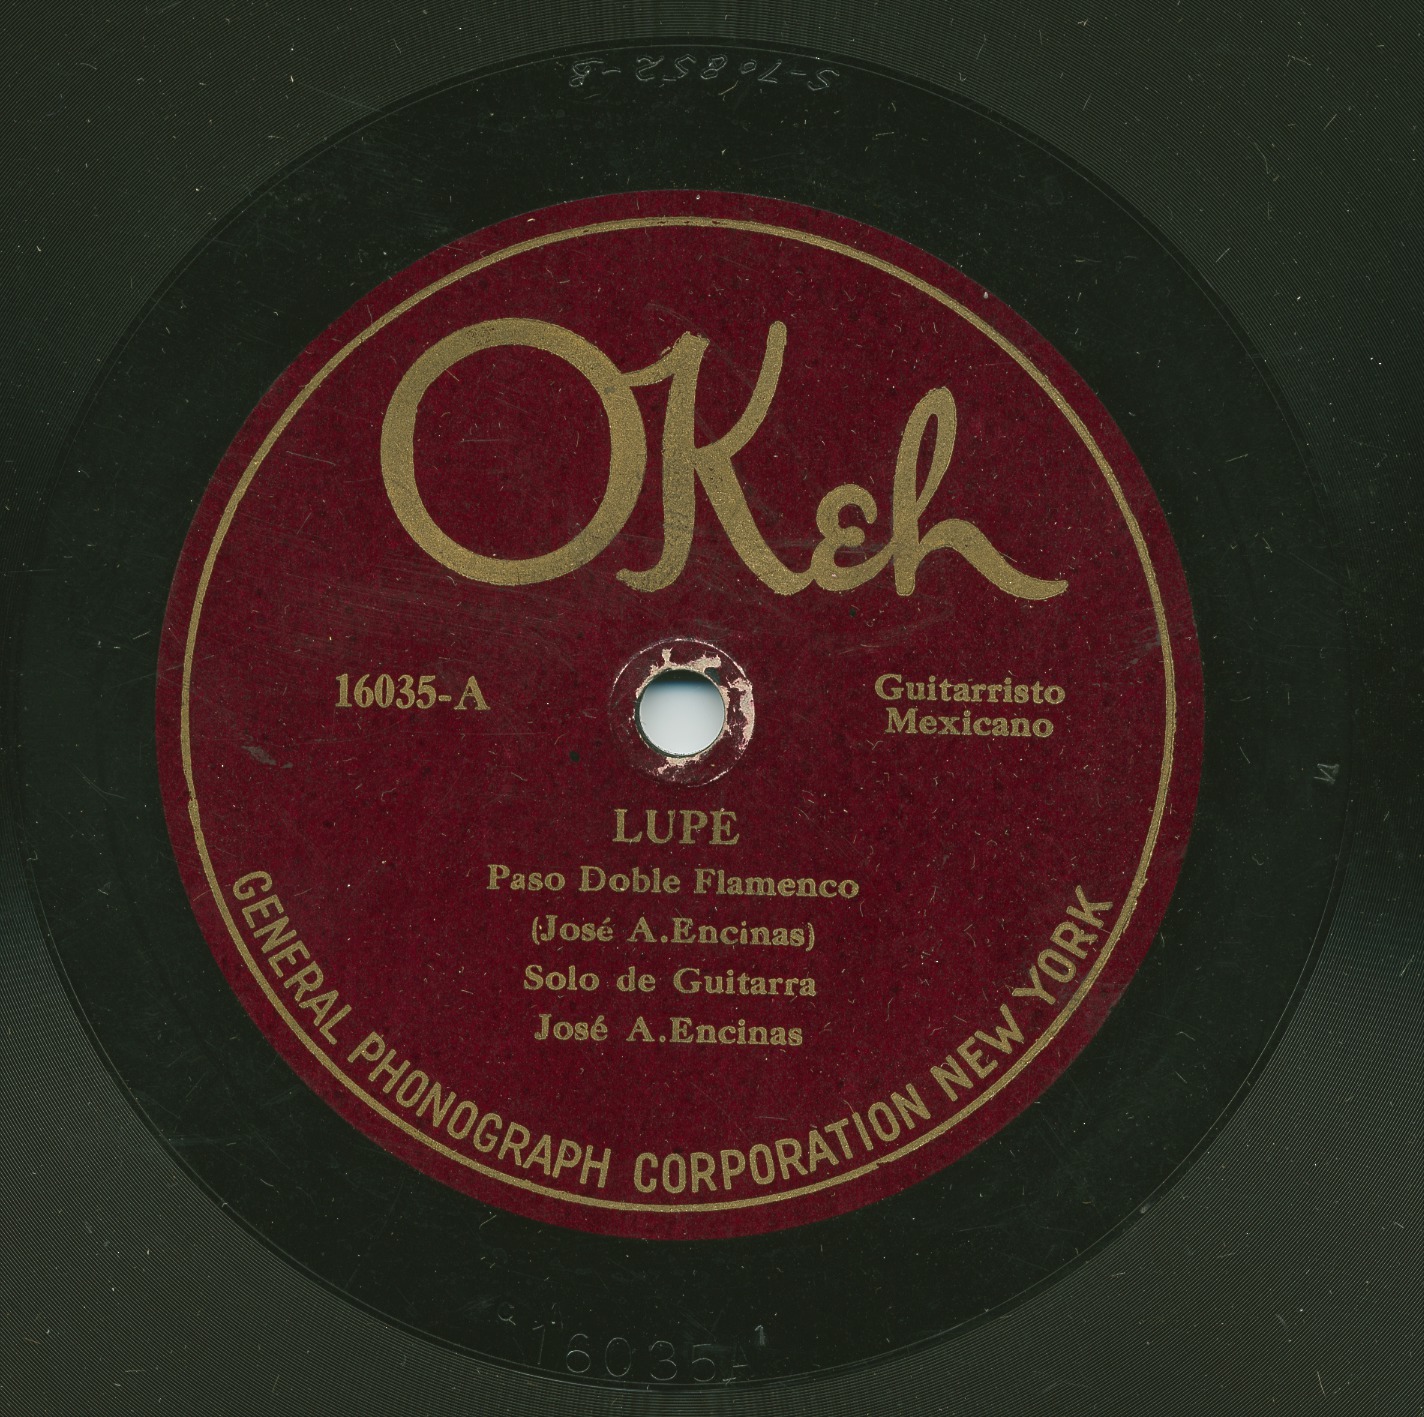 S-70852-B
OKeh
16035-A
Guitarristo
Mexicano
LUPE
Paso Doble Flamenco
(José A.Encinas)
Solo de Guitarra
José A.Encinas
GENERAL PHONOGRAPH CORPORATION NEW YORK
16035A